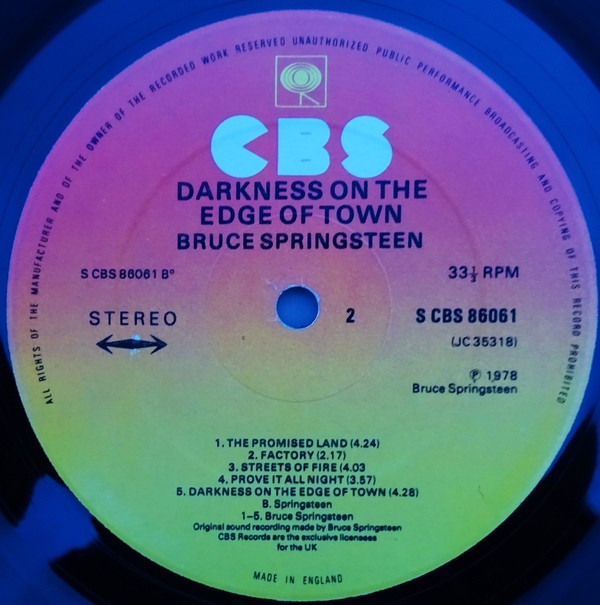 ALL RIGHTS OF THE MANUFACTURER AND OF THE OWNER OF THE RECORDED WORK RESERVED UNAUTHORIZED PUBLIC PERFORMANCE BROADCASTING AND COPYING OF THIS RECORD PROHIBITED
CBS
DARKNESS ON THE
EDGE OF TOWN
BRUCE SPRINGSTEEN
S CBS 86061 B°
33⅓ RPM
STEREO
2
S CBS 86061
(JC 35318)
℗ 1978
Bruce Springsteen
1. THE PROMISED LAND (4.24)
2. FACTORY (2.17)
3. STREETS OF FIRE (4.03
4. PROVE IT ALL NIGHT (3.57)
5. DARKNESS ON THE EDGE OF TOWN (4.28)
B. Springsteen
1–5. Bruce Springsteen
Original sound recording made by Bruce Springsteen
CBS Records are the exclusive licensees
for the UK
MADE IN ENGLAND